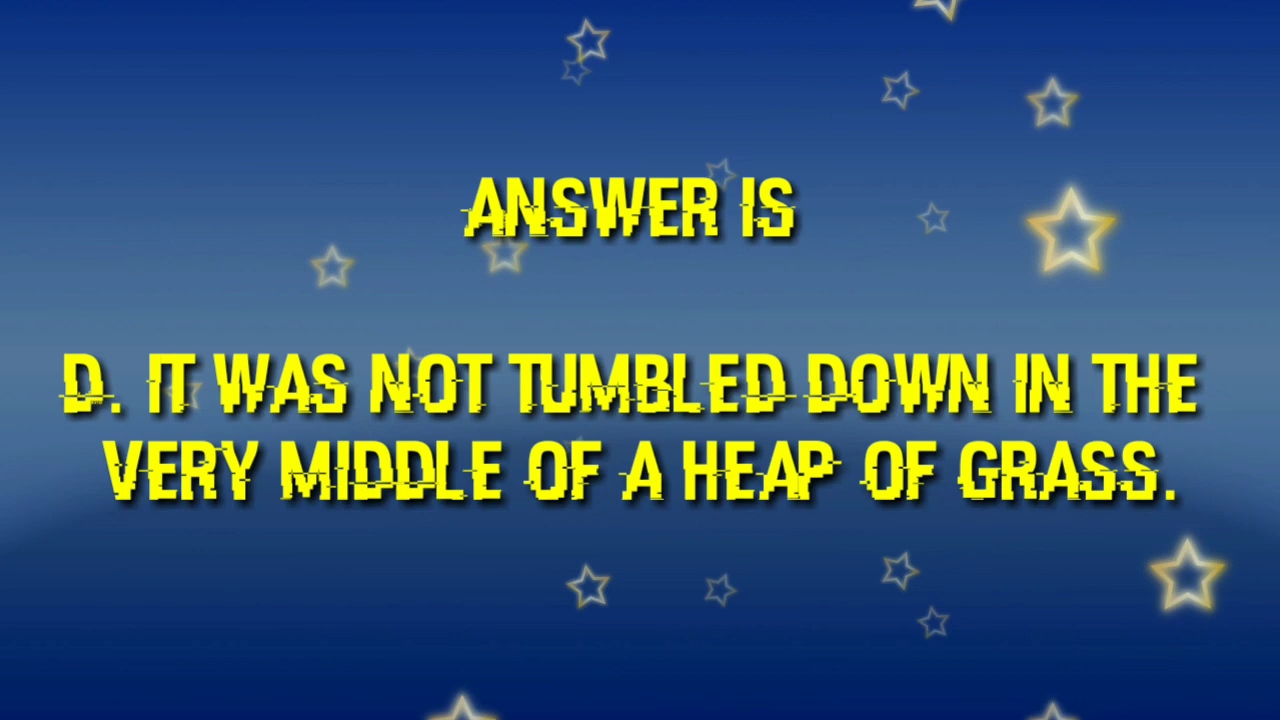 ANSWER IS
D. IT WAS NOT TUMBLED DOWN IN THE
VERY MIDDLE OF A HEAP OF GRASS.